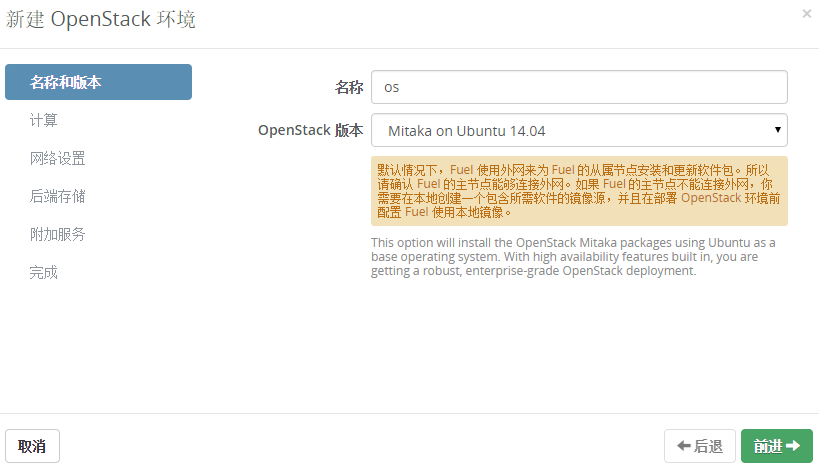 新建 OpenStack 环境
×
名称和版本
计算
网络设置
后端存储
附加服务
完成
名称
os
OpenStack 版本
Mitaka on Ubuntu 14.04
默认情况下，Fuel 使用外网来为 Fuel 的从属节点安装和更新软件包。所以
请确认 Fuel 的主节点能够连接外网。如果 Fuel 的主节点不能连接外网，你
需要在本地创建一个包含所需软件的镜像源，并且在部署 OpenStack 环境前
配置 Fuel 使用本地镜像。
This option will install the OpenStack Mitaka packages using Ubuntu as a
base operating system. With high availability features built in, you are
getting a robust, enterprise-grade OpenStack deployment.
取消
后退
前进